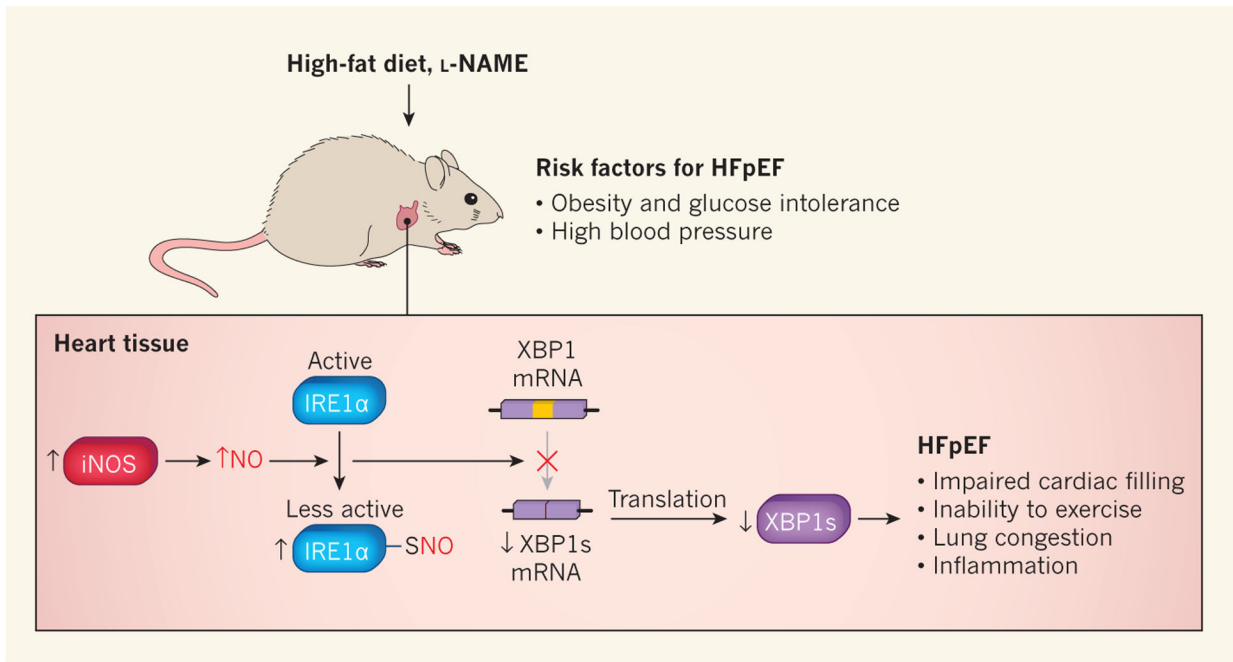 High-fat diet, L-NAME
Risk factors for HFpEF
• Obesity and glucose intolerance
• High blood pressure
Heart tissue
Active
IRE1α
XBP1
mRNA
↑ iNOS
↑NO
Less active
↑ IRE1α SNO
↓ XBP1s
mRNA
Translation
↓ XBP1s
HFpEF
• Impaired cardiac filling
• Inability to exercise
• Lung congestion
• Inflammation